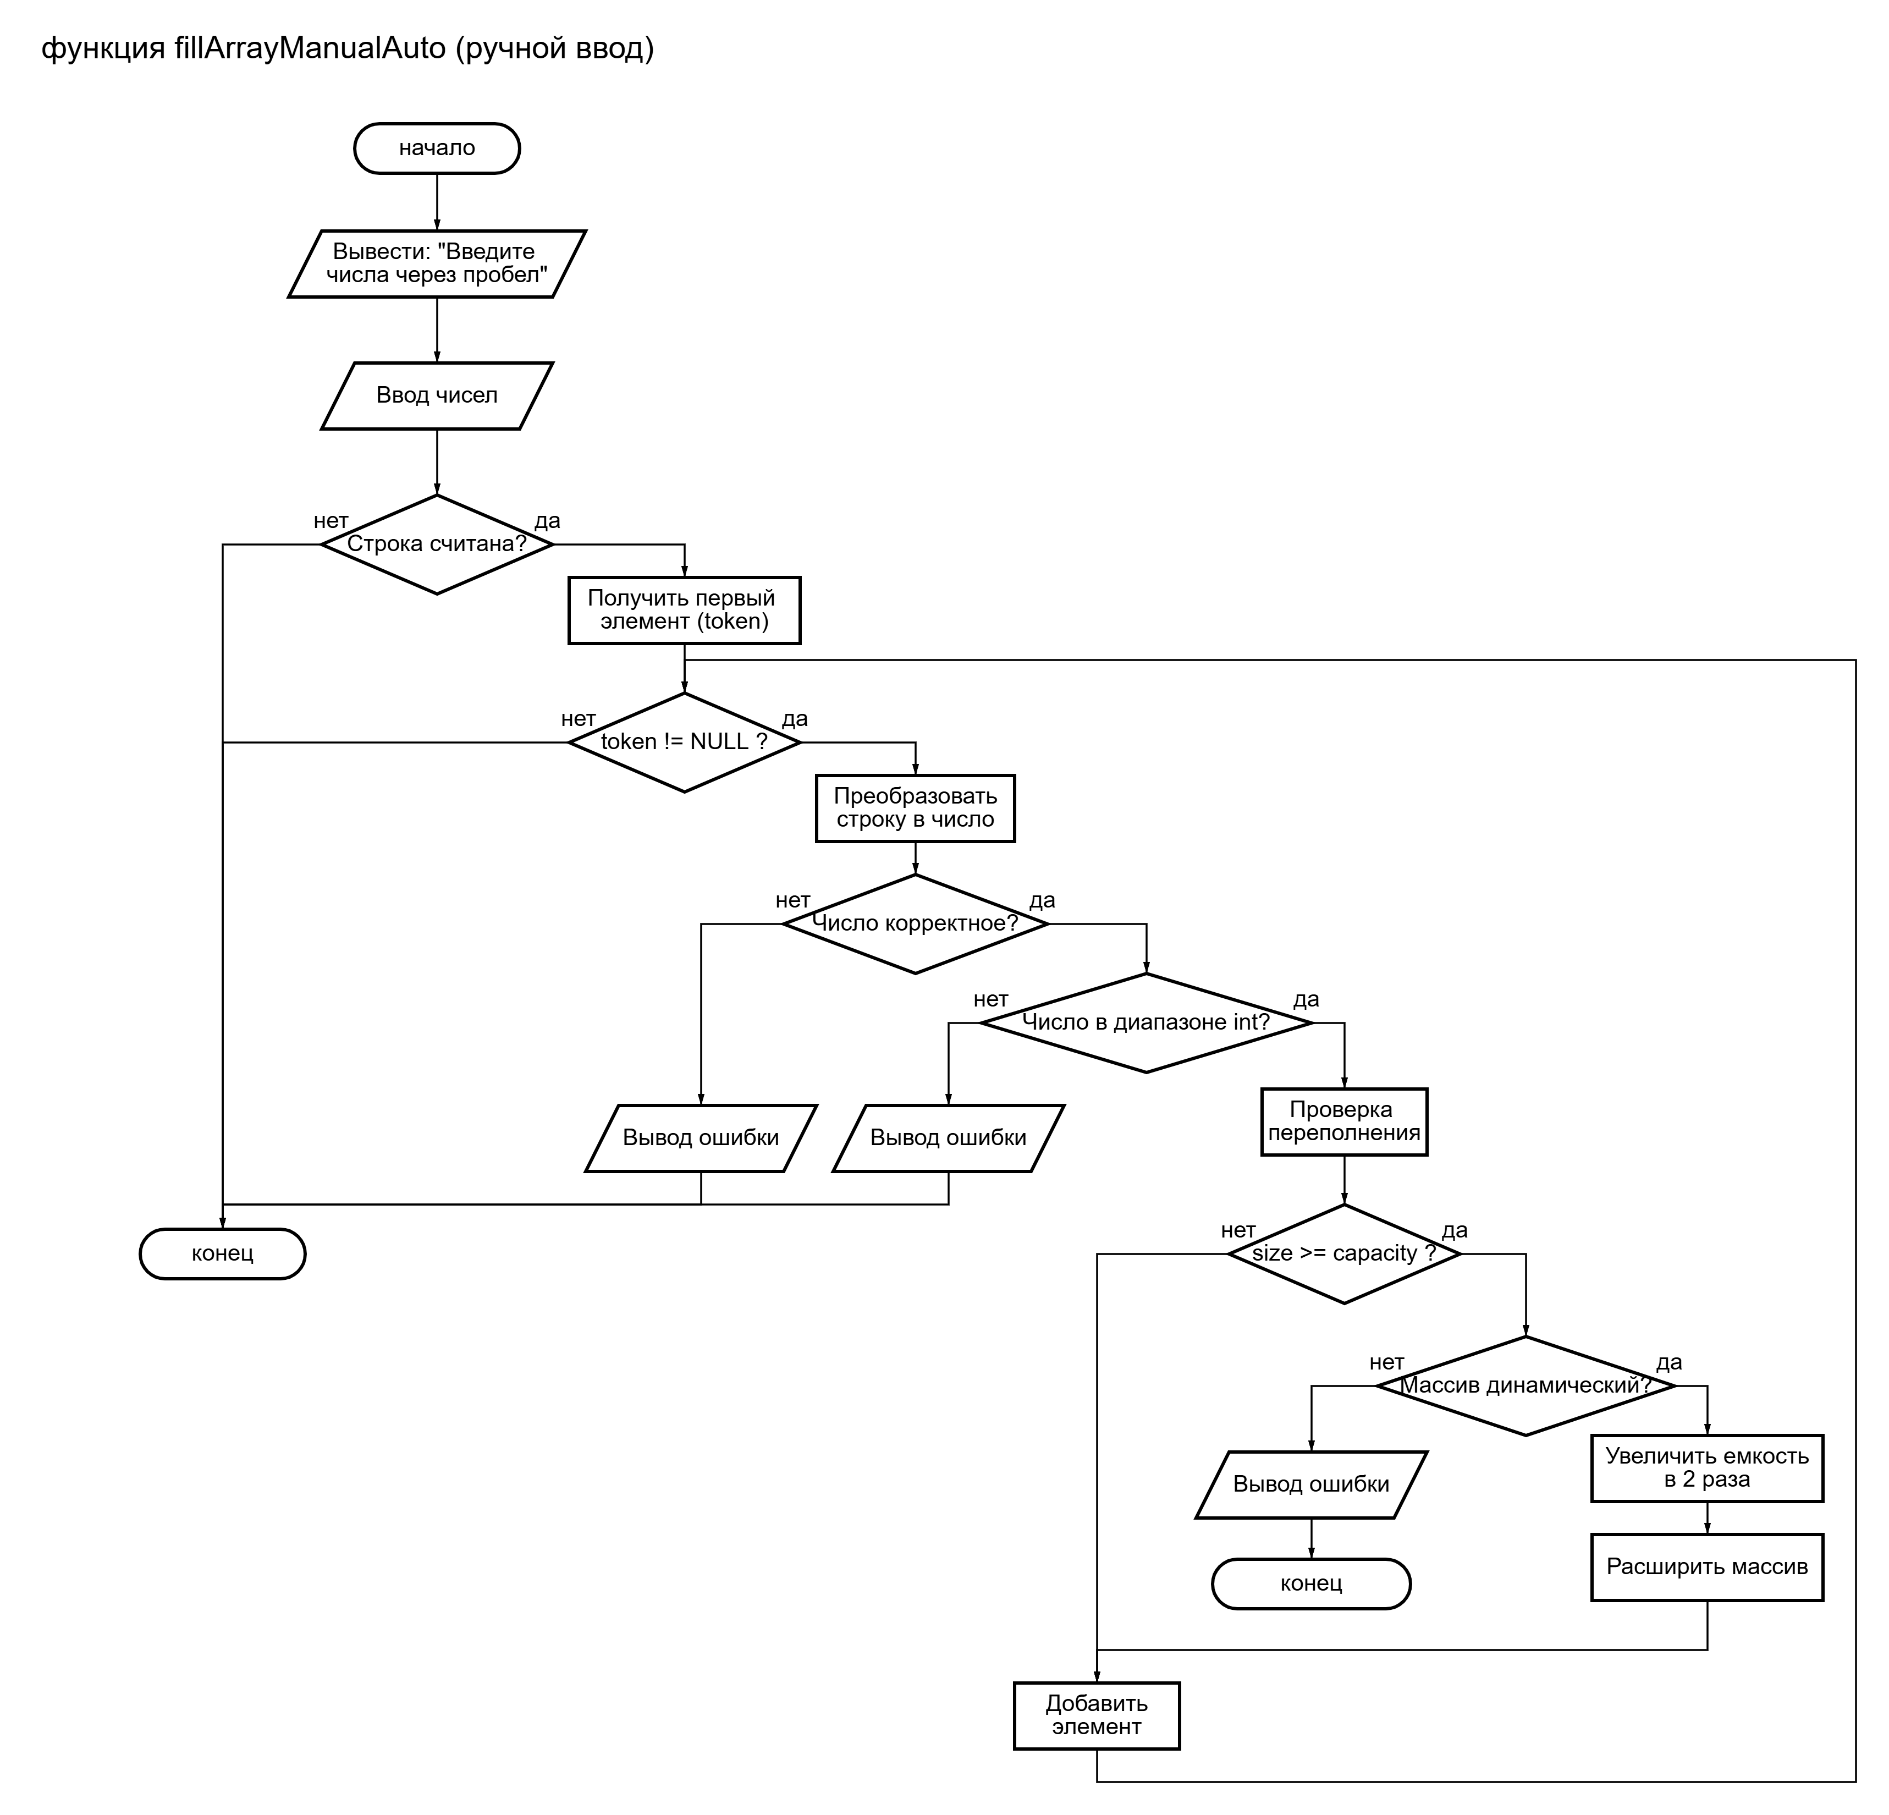 функция fillArrayManualAuto (ручной ввод)
начало
Вывести: "Введите
числа через пробел"
Ввод чисел
нет
да
Строка считана?
Получить первый
элемент (token)
нет
да
token != NULL ?
Преобразовать
строку в число
нет
да
Число корректное?
нет
да
Число в диапазоне int?
Вывод ошибки
Вывод ошибки
Проверка
переполнения
конец
нет
да
size >= capacity ?
нет
да
Массив динамический?
Вывод ошибки
Увеличить емкость
в 2 раза
конец
Расширить массив
Добавить
элемент